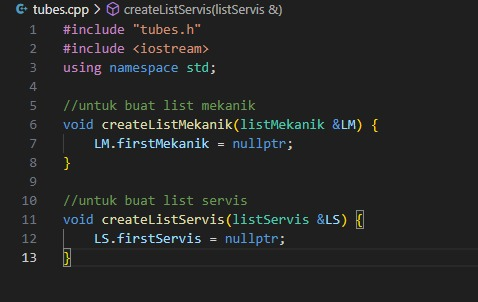 tubes.cpp > createListServis(listServis &)
1 #include "tubes.h"
2 #include <iostream>
3 using namespace std;
4
5 //untuk buat list mekanik
6 void createListMekanik(listMekanik &LM) {
7     LM.firstMekanik = nullptr;
8 }
9
10 //untuk buat list servis
11 void createListServis(listServis &LS) {
12     LS.firstServis = nullptr;
13 }